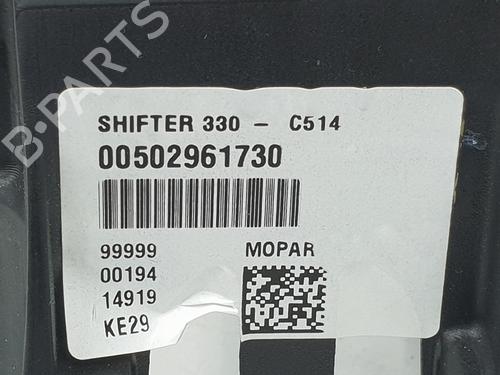 B-PARTS
SHIFTER 330 - C514
00502961730
99999 MOPAR
00194
14919
KE29